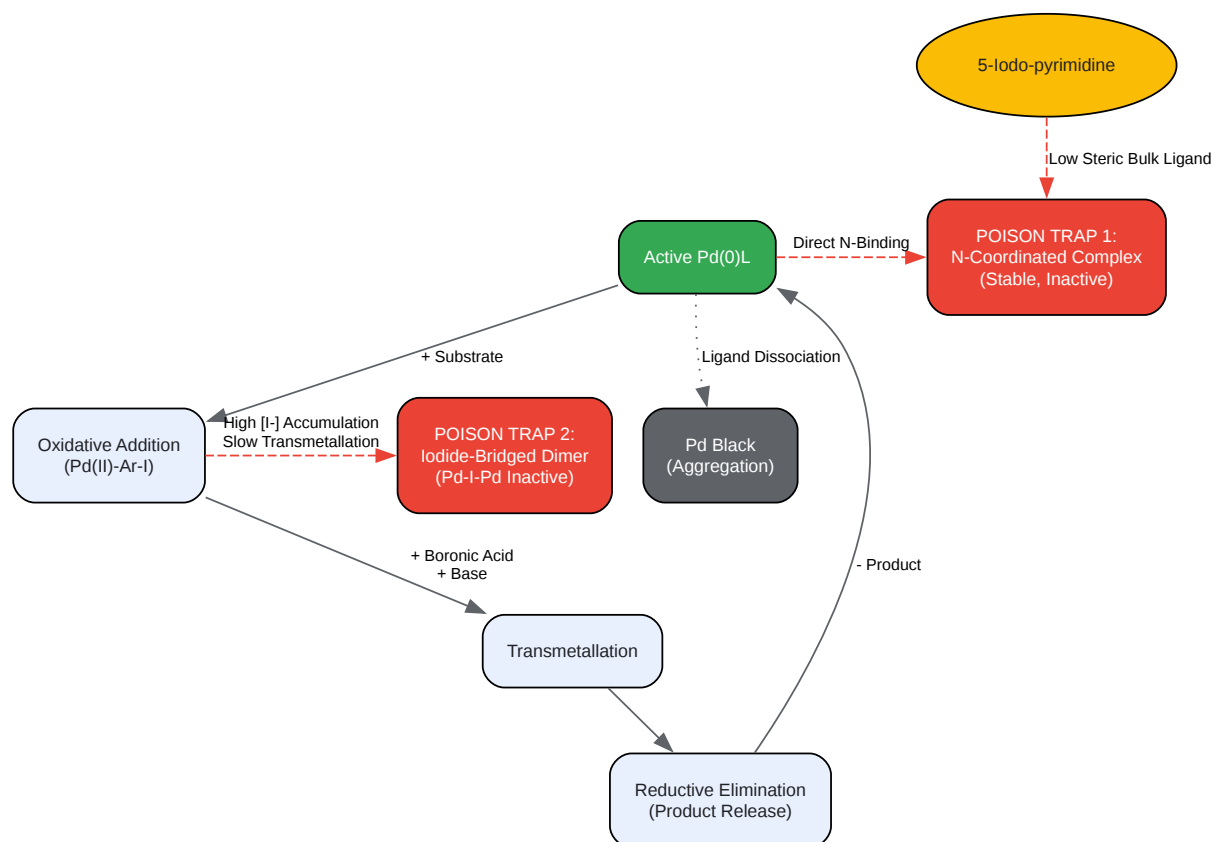 5-Iodo-pyrimidine
Low Steric Bulk Ligand
POISON TRAP 1:
N-Coordinated Complex
(Stable, Inactive)
Direct N-Binding
Active Pd(0)L
+ Substrate
Ligand Dissociation
Oxidative Addition
(Pd(II)-Ar-I)
High [I-] Accumulation
Slow Transmetallation
POISON TRAP 2:
Iodide-Bridged Dimer
(Pd-I-Pd Inactive)
Pd Black
(Aggregation)
+ Boronic Acid
+ Base
- Product
Transmetallation
Reductive Elimination
(Product Release)